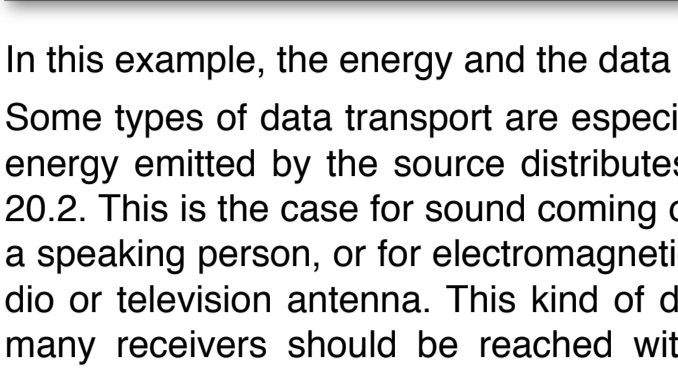 In this example, the energy and the data
Some types of data transport are especi
energy emitted by the source distributes
20.2. This is the case for sound coming
a speaking person, or for electromagneti
dio or television antenna. This kind of d
many receivers should be reached wit